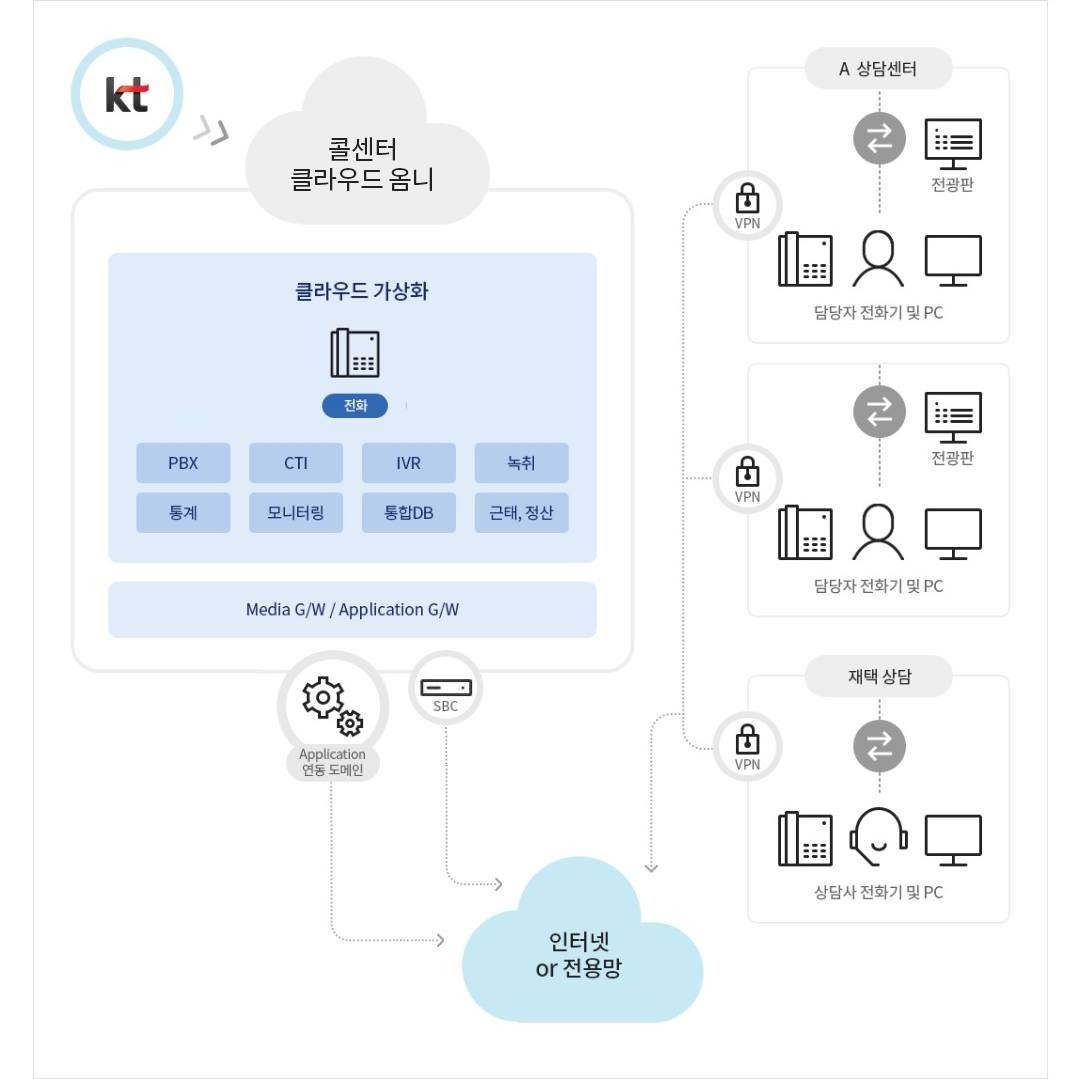 kt
콜센터
클라우드 옴니
클라우드 가상화
전화
PBX
CTI
IVR
녹취
통계
모니터링
통합DB
근태, 정산
Media G/W / Application G/W
Application
연동 도메인
SBC
인터넷
or 전용망
A 상담센터
전광판
VPN
담당자 전화기 및 PC
전광판
VPN
담당자 전화기 및 PC
재택 상담
VPN
상담사 전화기 및 PC